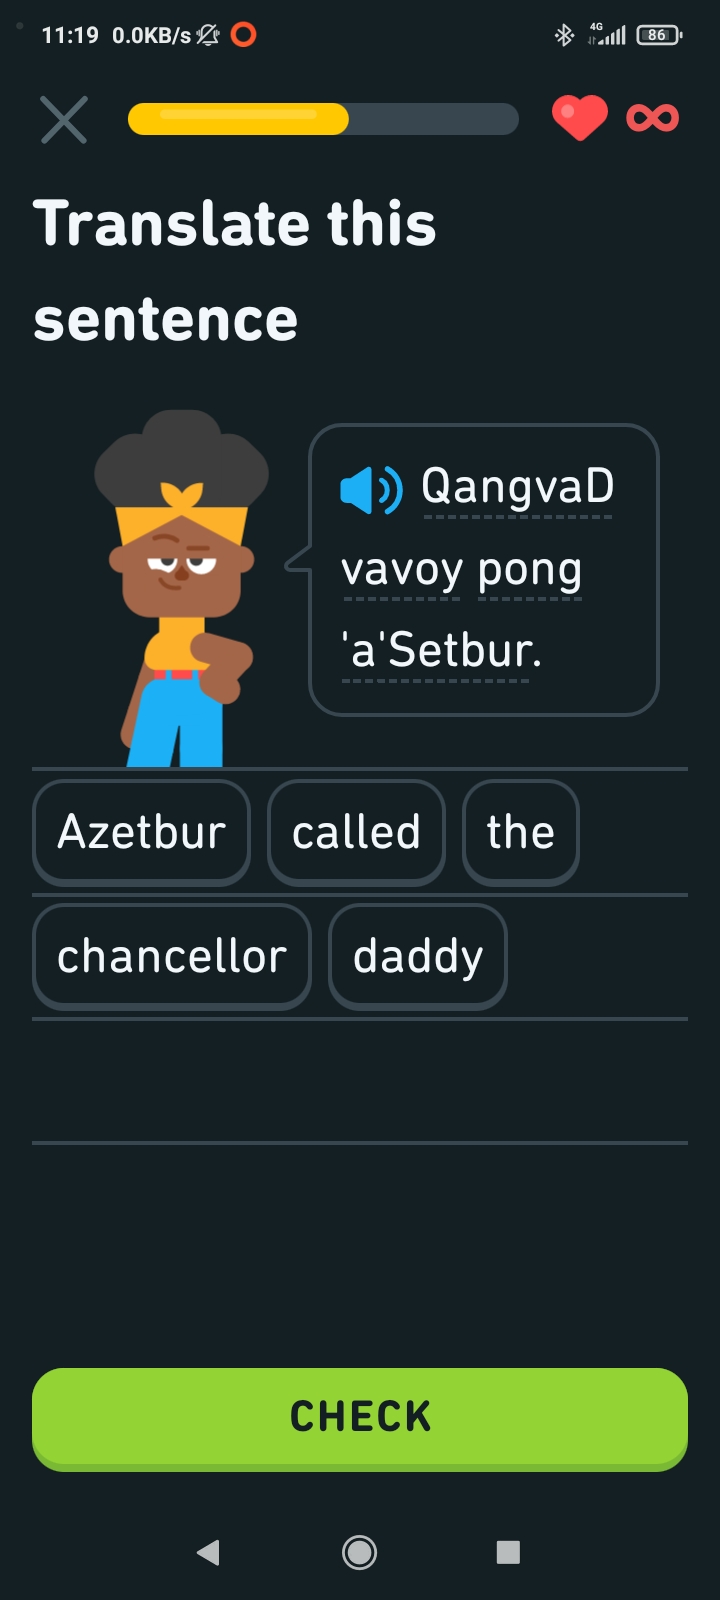 11:19 0.0KB/s 4G 86
Translate this
sentence
QangvaD
vavoy pong
'a'Setbur.
Azetbur called the
chancellor daddy
CHECK